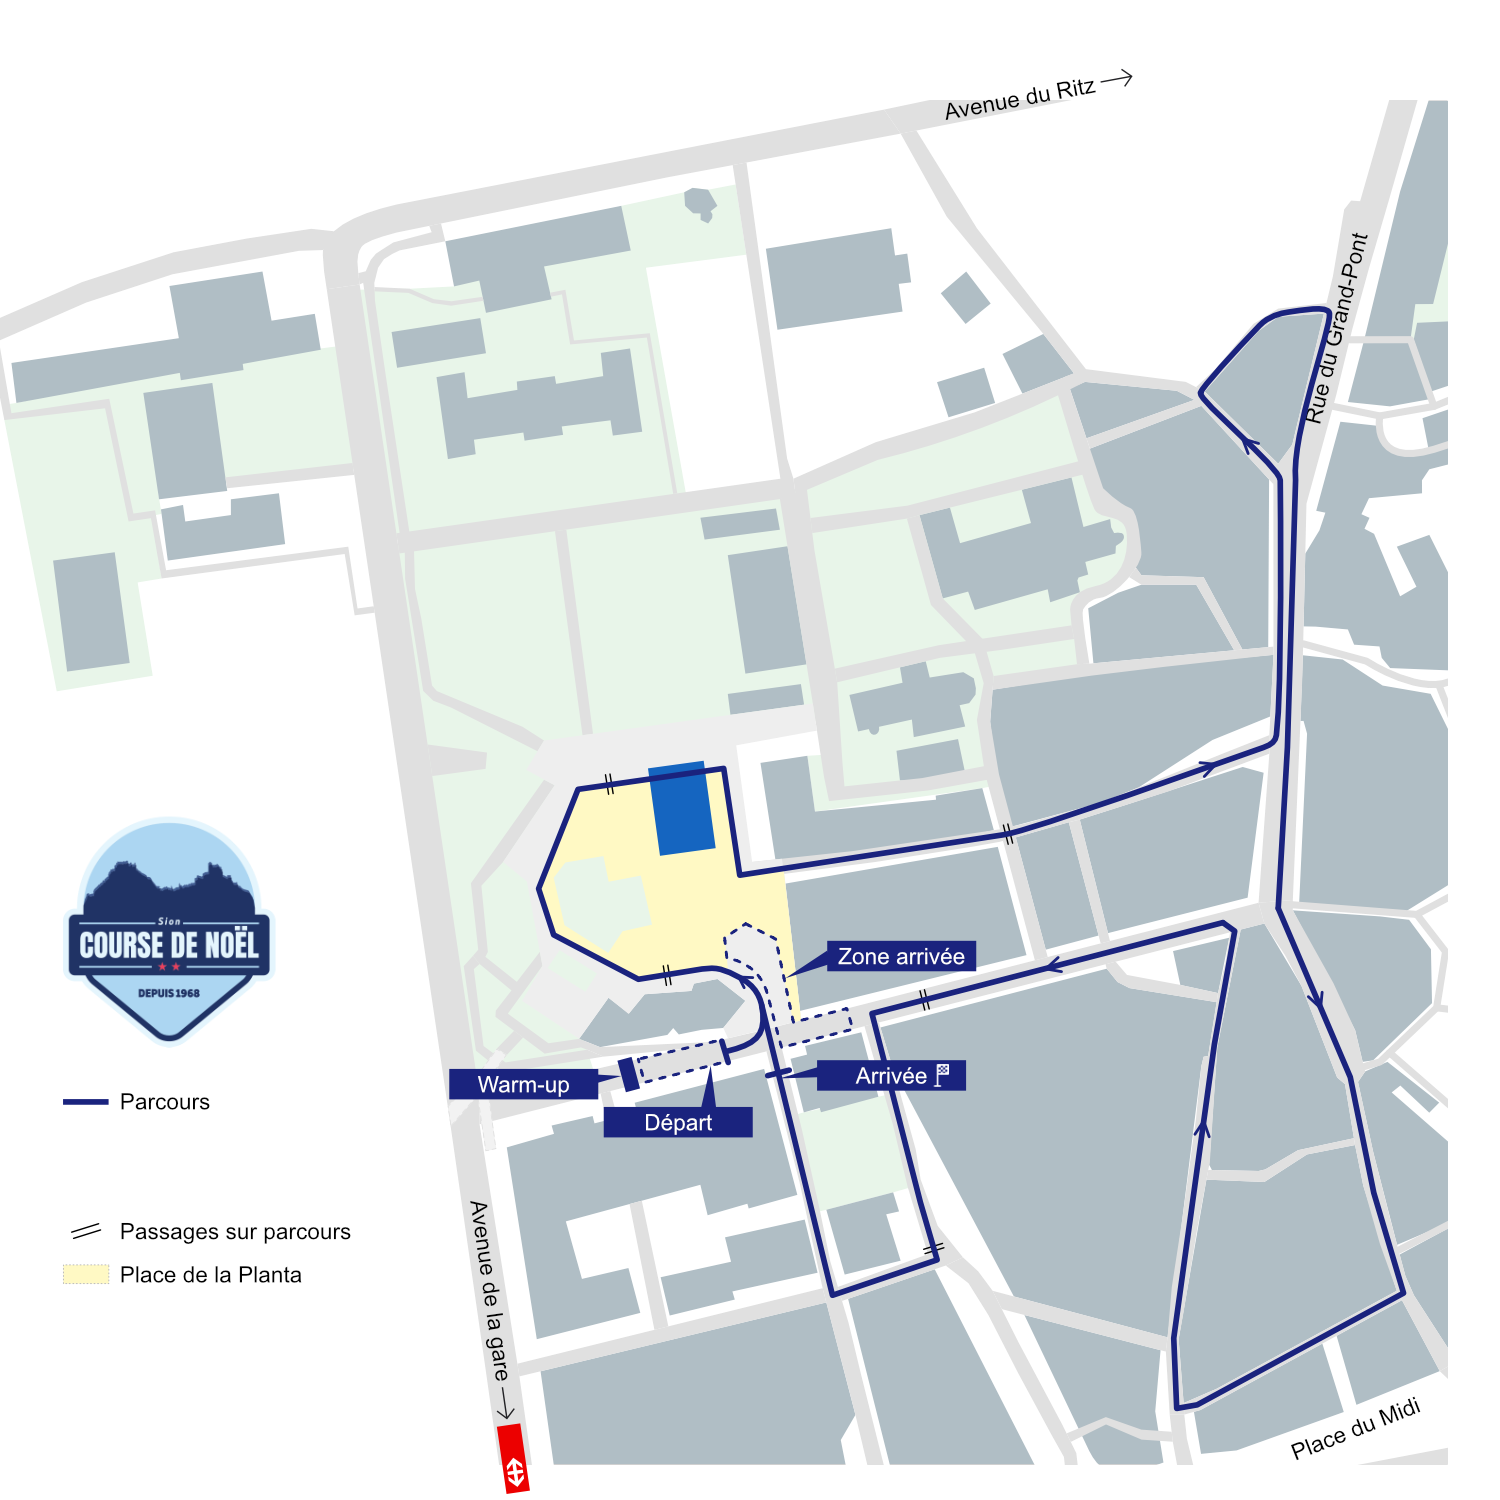 Avenue du Ritz
Rue du Grand-Pont
Sion
COURSE DE NOËL
DEPUIS 1968
Zone arrivée
Arrivée
Warm-up
Départ
Parcours
Passages sur parcours
Place de la Planta
Avenue de la gare
Place du Midi